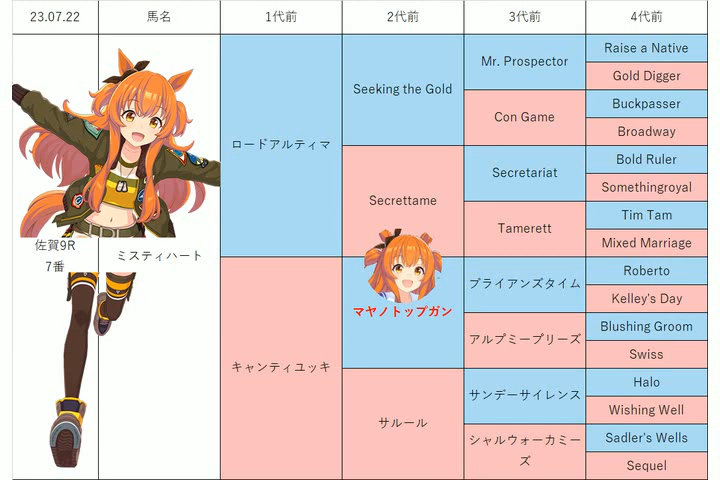 23.07.22 馬名 1代前 2代前 3代前 4代前
佐賀9R
7番
ミスティハート
ロードアルティマ
キャンティユッキ
Seeking the Gold
Secrettame
マヤノトップガン
サルール
Mr. Prospector
Con Game
Secretariat
Tamerett
ブライアンズタイム
アルプミープリーズ
サンデーサイレンス
シャルウォーカミー
ズ
Raise a Native
Gold Digger
Buckpasser
Broadway
Bold Ruler
Somethingroyal
Tim Tam
Mixed Marriage
Roberto
Kelley's Day
Blushing Groom
Swiss
Halo
Wishing Well
Sadler's Wells
Sequel